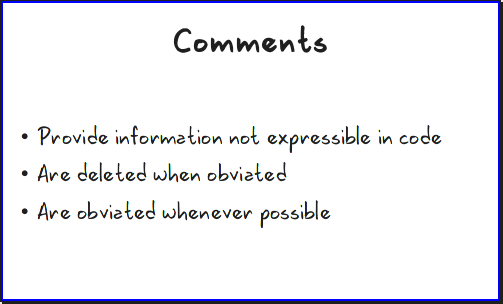 Comments
• Provide information not expressible in code
• Are deleted when obviated
• Are obviated whenever possible